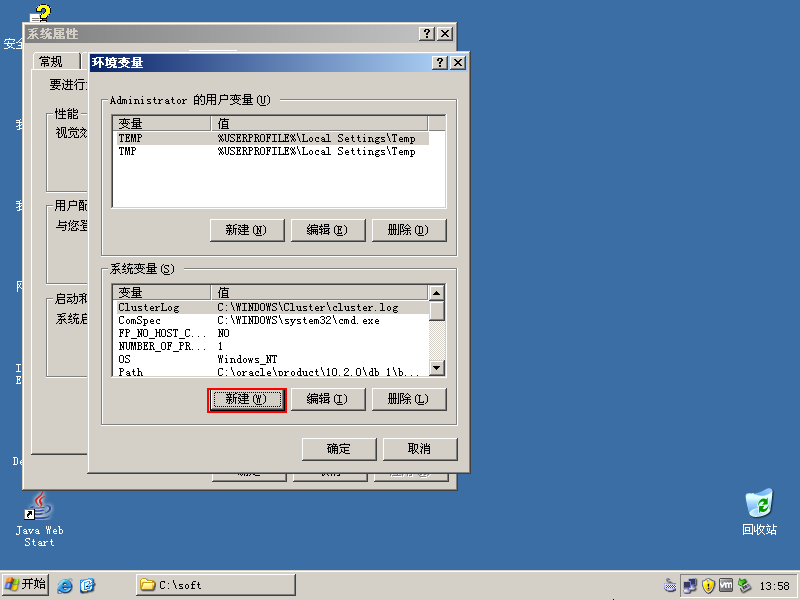 安全
系统属性
常规
环境变量
要进行
性能
视觉效
用户配
与您登
启动和
系统启
Administrator 的用户变量(U)
变量 值
TEMP %USERPROFILE%\Local Settings\Temp
TMP %USERPROFILE%\Local Settings\Temp
新建(N) 编辑(E) 删除(D)
系统变量(S)
变量 值
ClusterLog C:\WINDOWS\Cluster\cluster.log
ComSpec C:\WINDOWS\system32\cmd.exe
FP_NO_HOST_C... NO
NUMBER_OF_PR... 1
OS Windows_NT
Path C:\oracle\product\10.2.0\db_1\b...
新建(W) 编辑(I) 删除(L)
确定 取消
Java Web
Start
回收站
开始 C:\soft 13:58